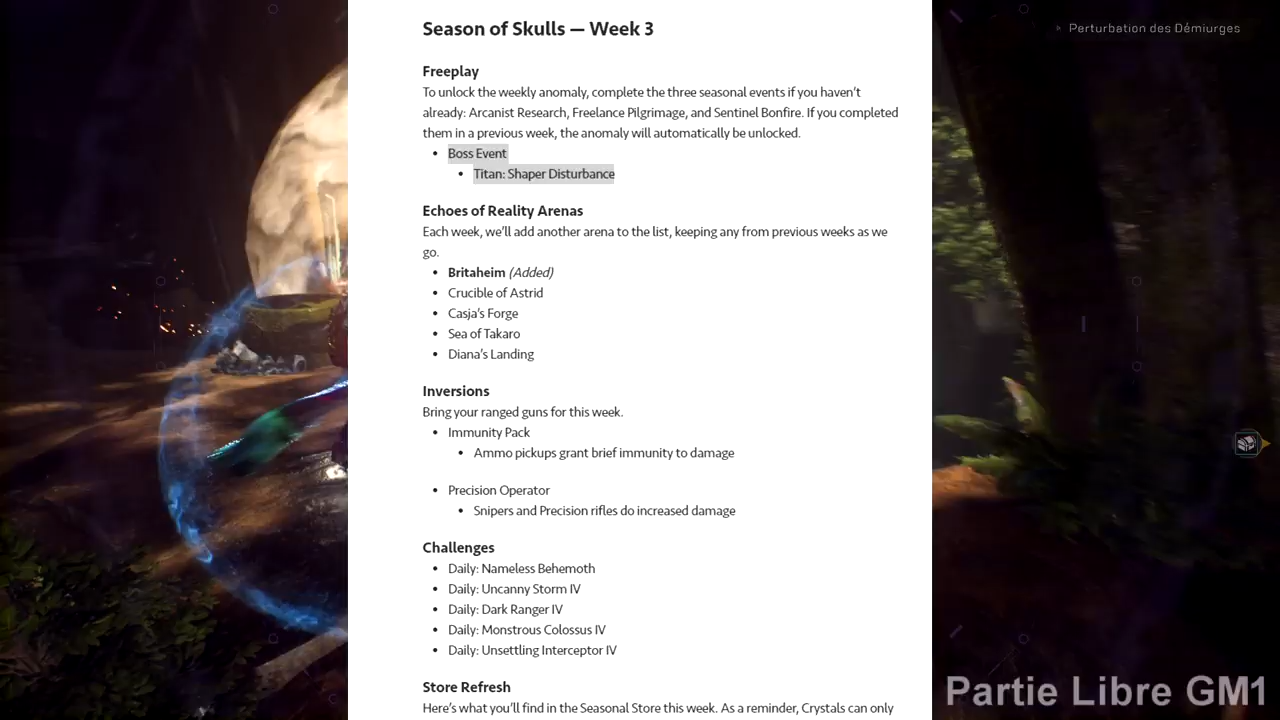 Season of Skulls — Week 3
Perturbation des Démiurges
Freeplay
To unlock the weekly anomaly, complete the three seasonal events if you haven't
already: Arcanist Research, Freelance Pilgrimage, and Sentinel Bonfire. If you completed
them in a previous week, the anomaly will automatically be unlocked.
• Boss Event
• Titan: Shaper Disturbance
Echoes of Reality Arenas
Each week, we'll add another arena to the list, keeping any from previous weeks as we
go.
• Britaheim (Added)
• Crucible of Astrid
• Casja's Forge
• Sea of Takaro
• Diana's Landing
Inversions
Bring your ranged guns for this week.
• Immunity Pack
• Ammo pickups grant brief immunity to damage
• Precision Operator
• Snipers and Precision rifles do increased damage
Challenges
• Daily: Nameless Behemoth
• Daily: Uncanny Storm IV
• Daily: Dark Ranger IV
• Daily: Monstrous Colossus IV
• Daily: Unsettling Interceptor IV
Store Refresh
Here's what you'll find in the Seasonal Store this week. As a reminder, Crystals can only
Partie Libre GM1